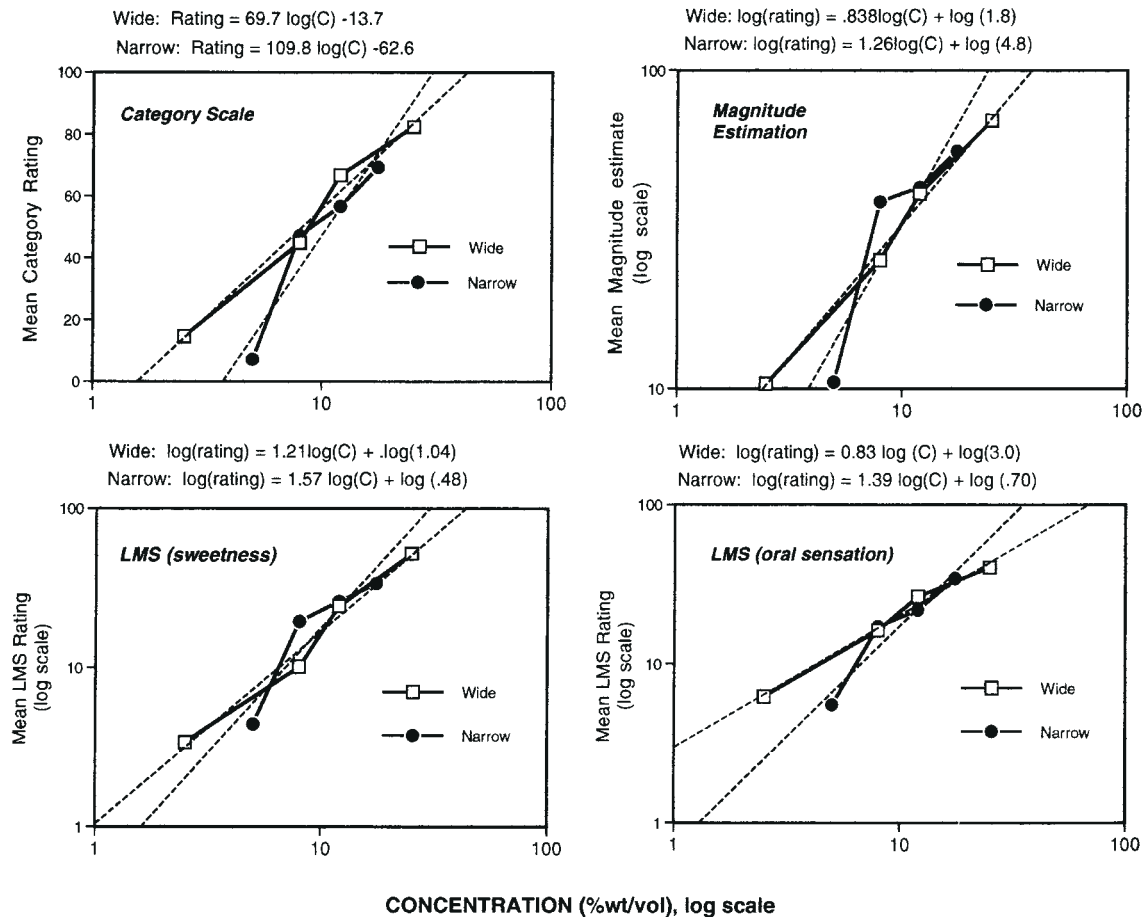 Wide: Rating = 69.7 log(C) -13.7
Narrow: Rating = 109.8 log(C) -62.6
Category Scale
Mean Category Rating
100
80
60
40
20
0
Wide
Narrow
1
10
100
Wide: log(rating) = .838log(C) + log (1.8)
Narrow: log(rating) = 1.26log(C) + log (4.8)
Magnitude
Estimation
Mean Magnitude estimate
(log scale)
100
10
Wide
Narrow
1
10
100
Wide: log(rating) = 1.21log(C) + .log(1.04)
Narrow: log(rating) = 1.57 log(C) + log (.48)
LMS (sweetness)
Mean LMS Rating
(log scale)
100
10
1
Wide
Narrow
1
10
100
Wide: log(rating) = 0.83 log (C) + log(3.0)
Narrow: log(rating) = 1.39 log(C) + log (.70)
LMS (oral sensation)
Mean LMS Rating
(log scale)
100
10
1
Wide
Narrow
1
10
100
CONCENTRATION (%wt/vol), log scale